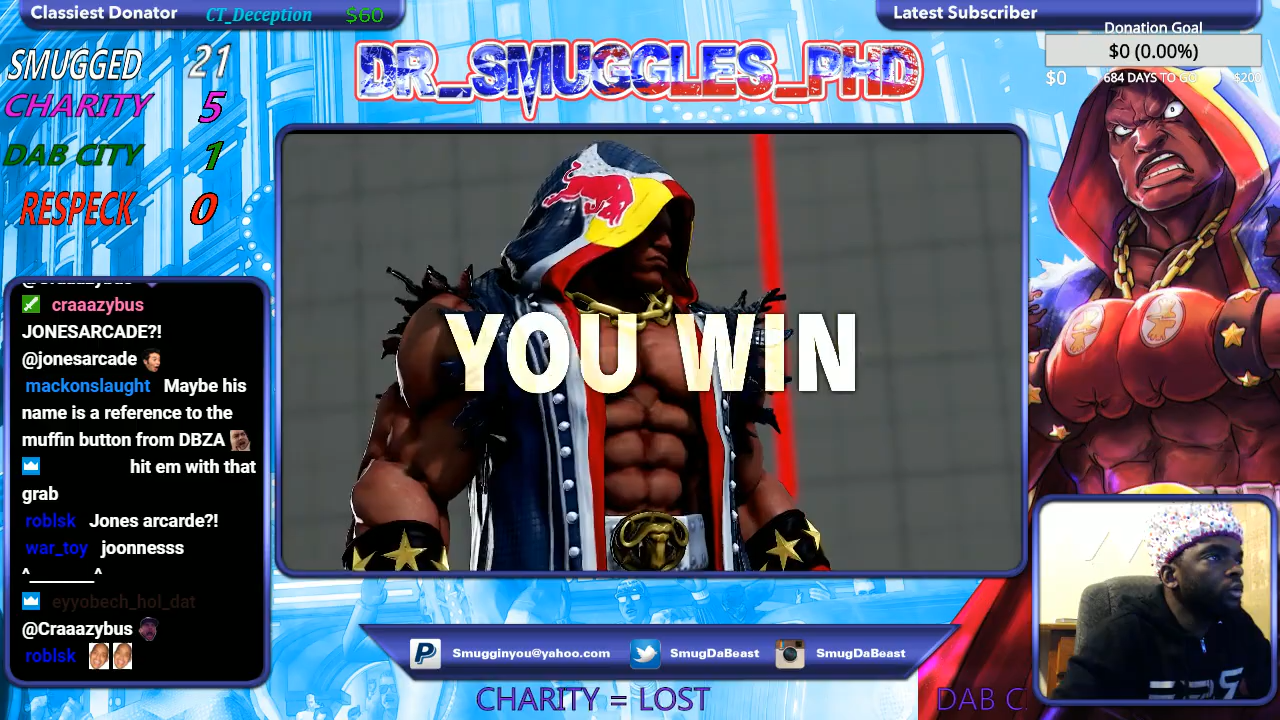 Classiest Donator CT_Deception $60
Latest Subscriber
Donation Goal
$0 (0.00%)
$0 684 DAYS TO GO $200
SMUGGED 21
CHARITY 5
DAB CITY 1
RESPECK 0
DR_SMUGGLES_PHD
YOU WIN
craaazybus
JONESARCADE?!
@jonesarcade
mackonslaught Maybe his
name is a reference to the
muffin button from DBZA
hit em with that
grab
roblsk Jones arcarde?!
war_toy joonnesss
^_______^
eyyobech_hol_dat
@Craaazybus
roblsk
Smugginyou@yahoo.com SmugDaBeast SmugDaBeast
CHARITY = LOST DAB C